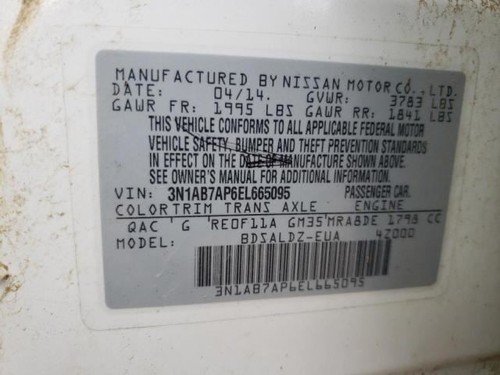 MANUFACTURED BY NISSAN MOTOR CO., LTD.
DATE: 04/14. GVWR: 3783 LBS
GAWR FR: 1995 LBS GAWR RR: 1841 LBS
THIS VEHICLE CONFORMS TO ALL APPLICABLE FEDERAL MOTOR
VEHICLE SAFETY, BUMPER AND THEFT PREVENTION STANDARDS
IN EFFECT ON THE DATE OF MANUFACTURE SHOWN ABOVE.
SEE OWNER'S MANUAL FOR ADDITIONAL INFORMATION.
VIN: 3N1AB7AP6EL665095 PASSENGER CAR.
COLOR TRIM TRANS AXLE ENGINE
QAC G RE0F11A GM35 MRA8DE 1798 CC
MODEL: BDSALDZ-EUA 4Z000
3N1AB7AP6EL665095